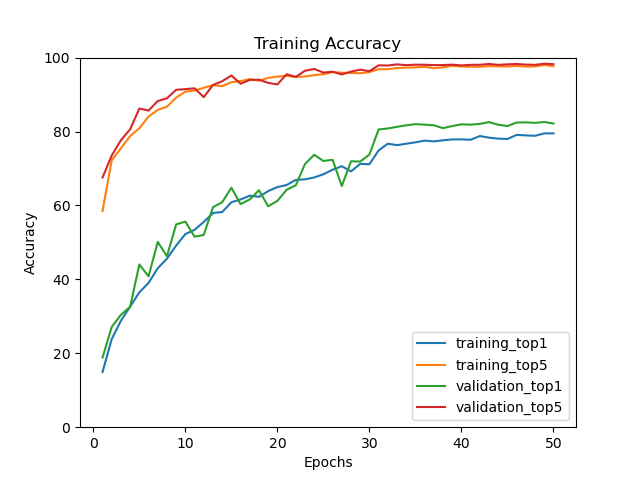 Training Accuracy
100
80
60
40
20
0
Accuracy
0 10 20 30 40 50
Epochs
training_top1
training_top5
validation_top1
validation_top5